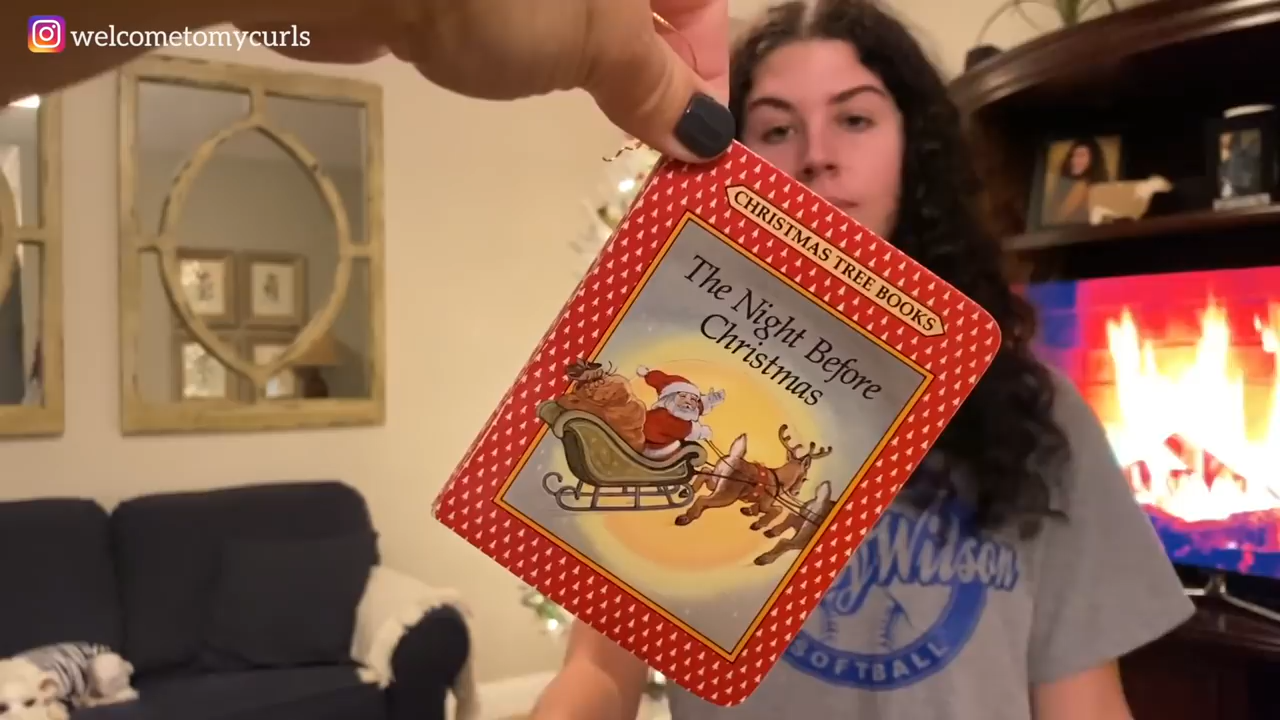 welcometomycurls
CHRISTMAS TREE BOOKS
The Night Before
Christmas
Wilson
SOFTBALL